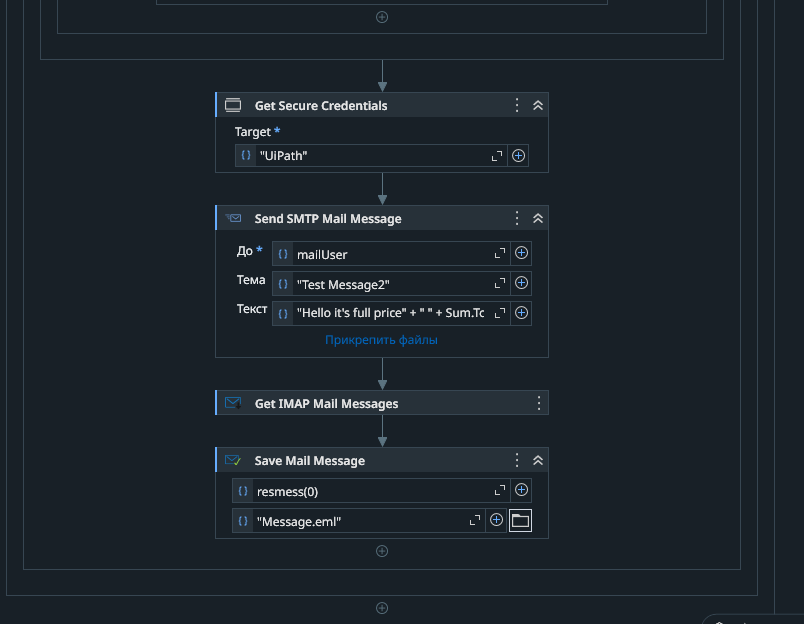 Get Secure Credentials
Target *
"UiPath"
Send SMTP Mail Message
До * mailUser
Тема "Test Message2"
Текст "Hello it's full price" + " " + Sum.Tc
Прикрепить файлы
Get IMAP Mail Messages
Save Mail Message
resmess(0)
"Message.eml"